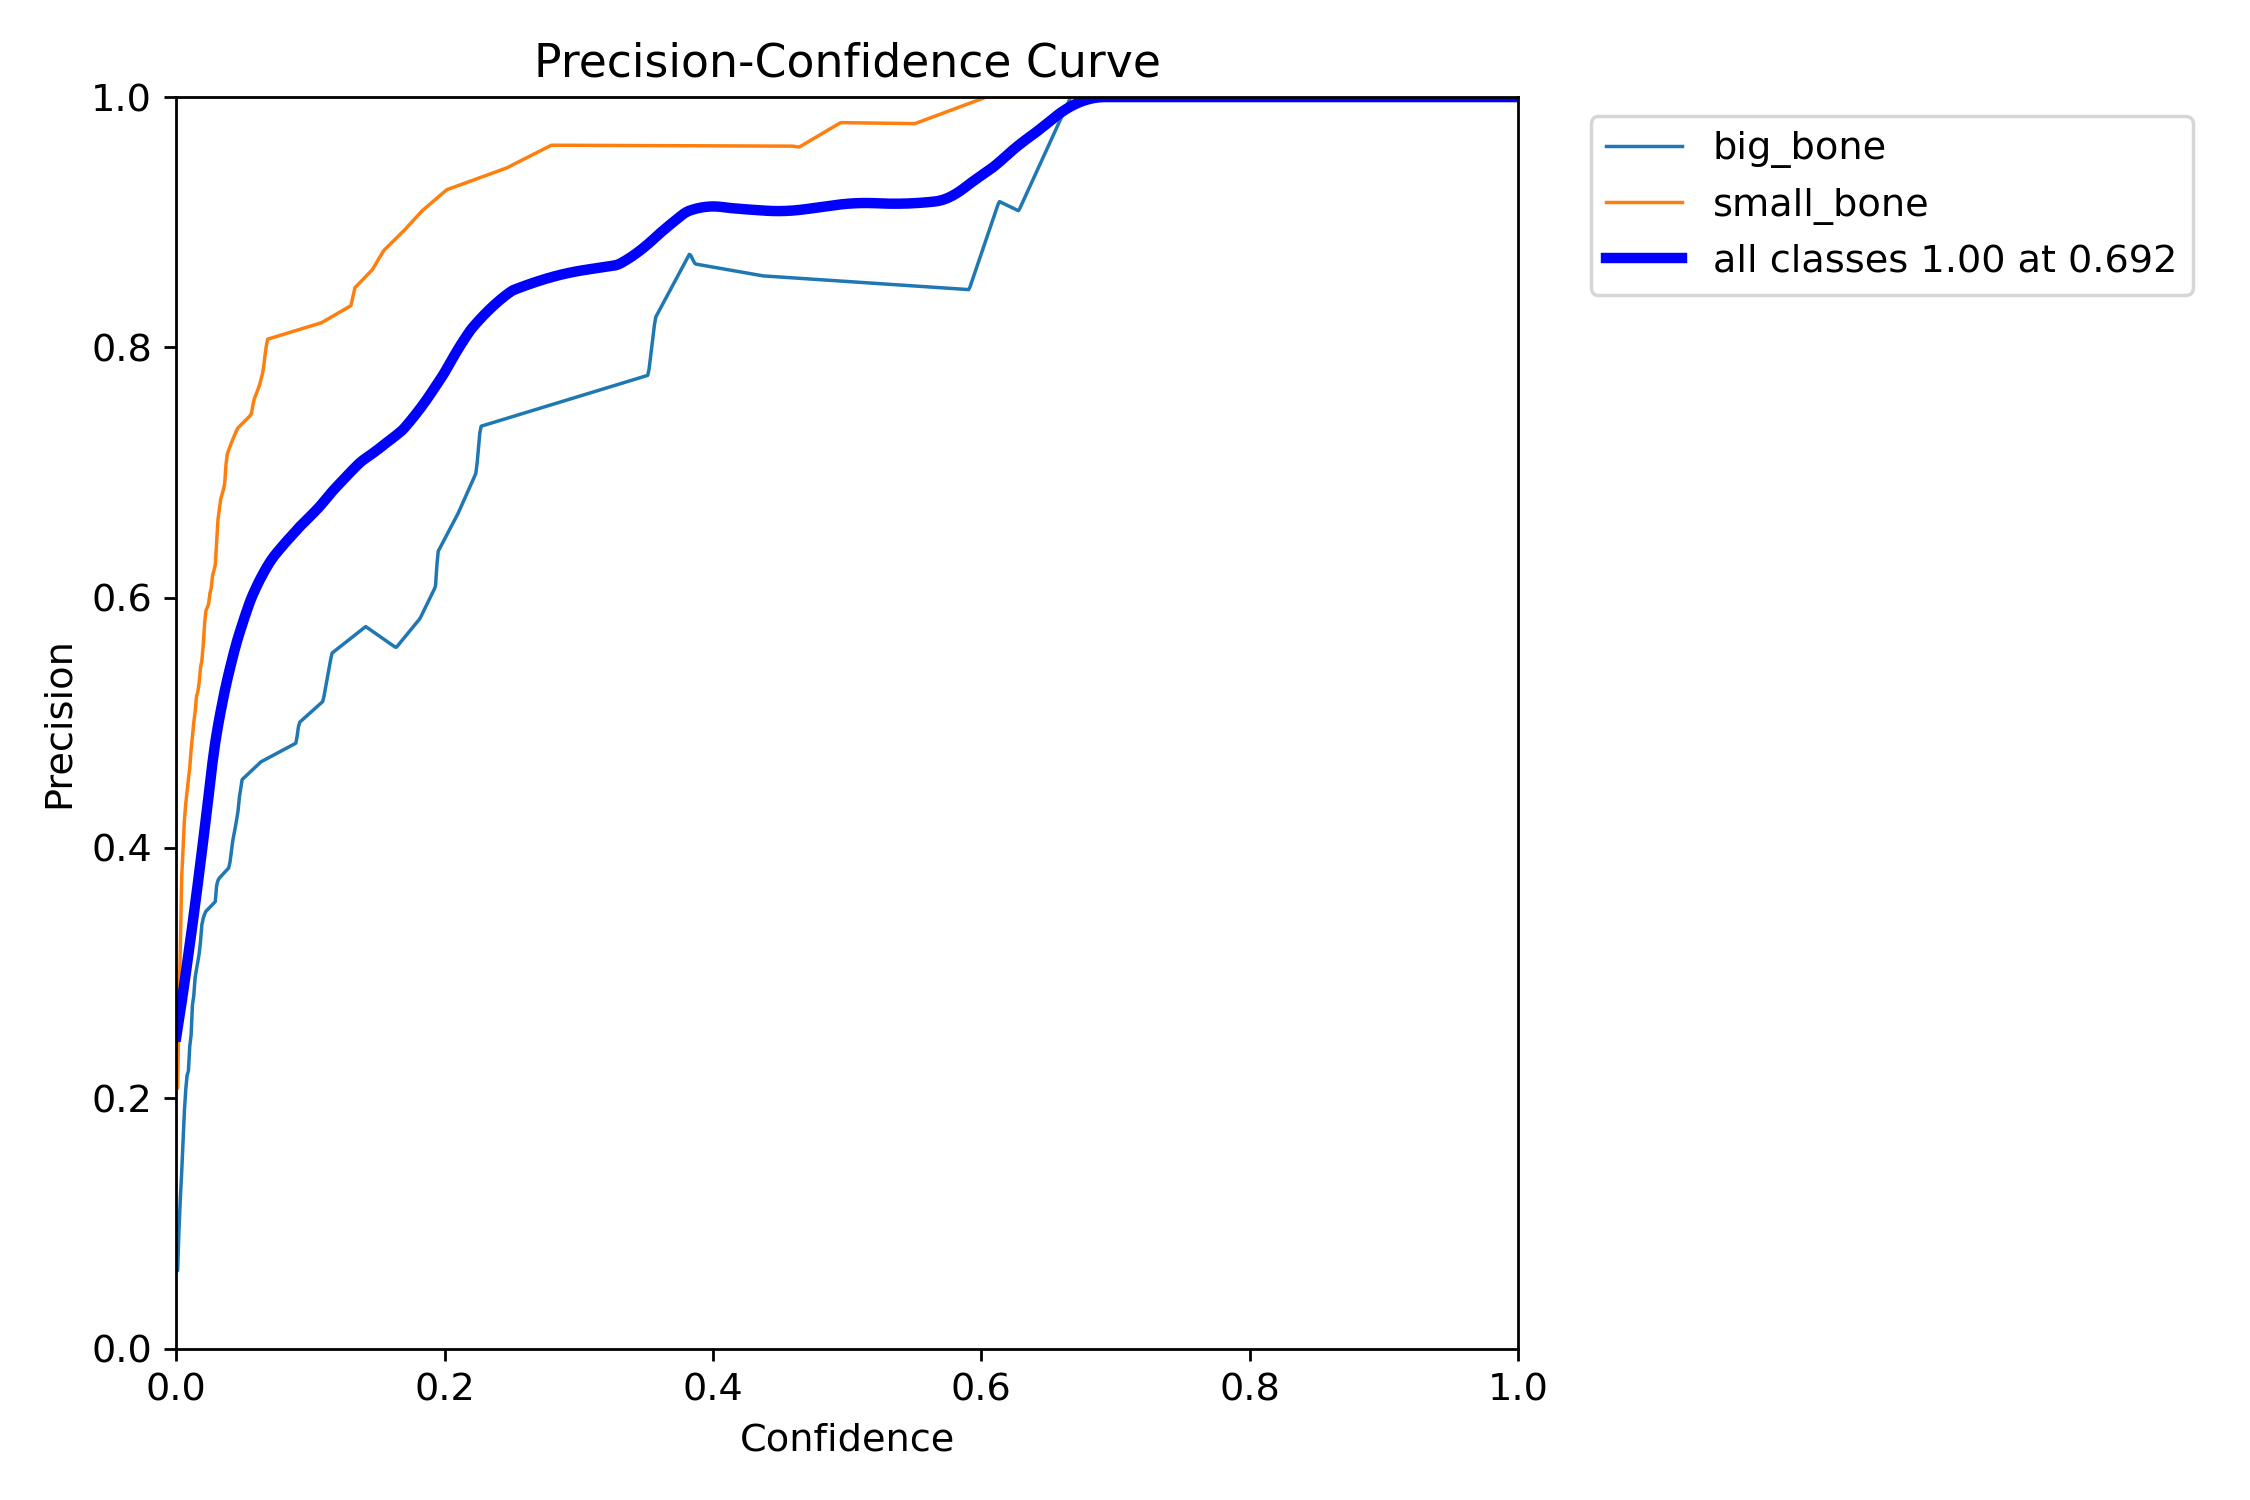 Precision-Confidence Curve
1.0
0.8
0.6
0.4
0.2
0.0
Precision
0.0 0.2 0.4 0.6 0.8 1.0
Confidence
big_bone
small_bone
all classes 1.00 at 0.692